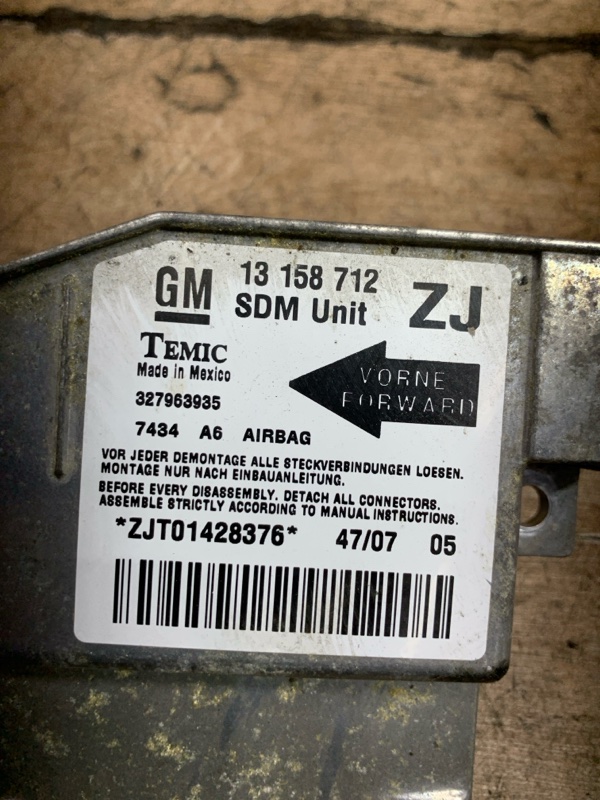 GM 13 158 712 ZJ
SDM Unit
TEMIC
Made in Mexico
VORNE
FORWARD
327963935
7434 A6 AIRBAG
VOR JEDER DEMONTAGE ALLE STECKVERBINDUNGEN LOESEN.
MONTAGE NUR NACH EINBAUANLEITUNG.
BEFORE EVERY DISASSEMBLY. DETACH ALL CONNECTORS.
ASSEMBLE STRICTLY ACCORDING TO MANUAL INSTRUCTIONS.
*ZJT01428376* 47/07 05